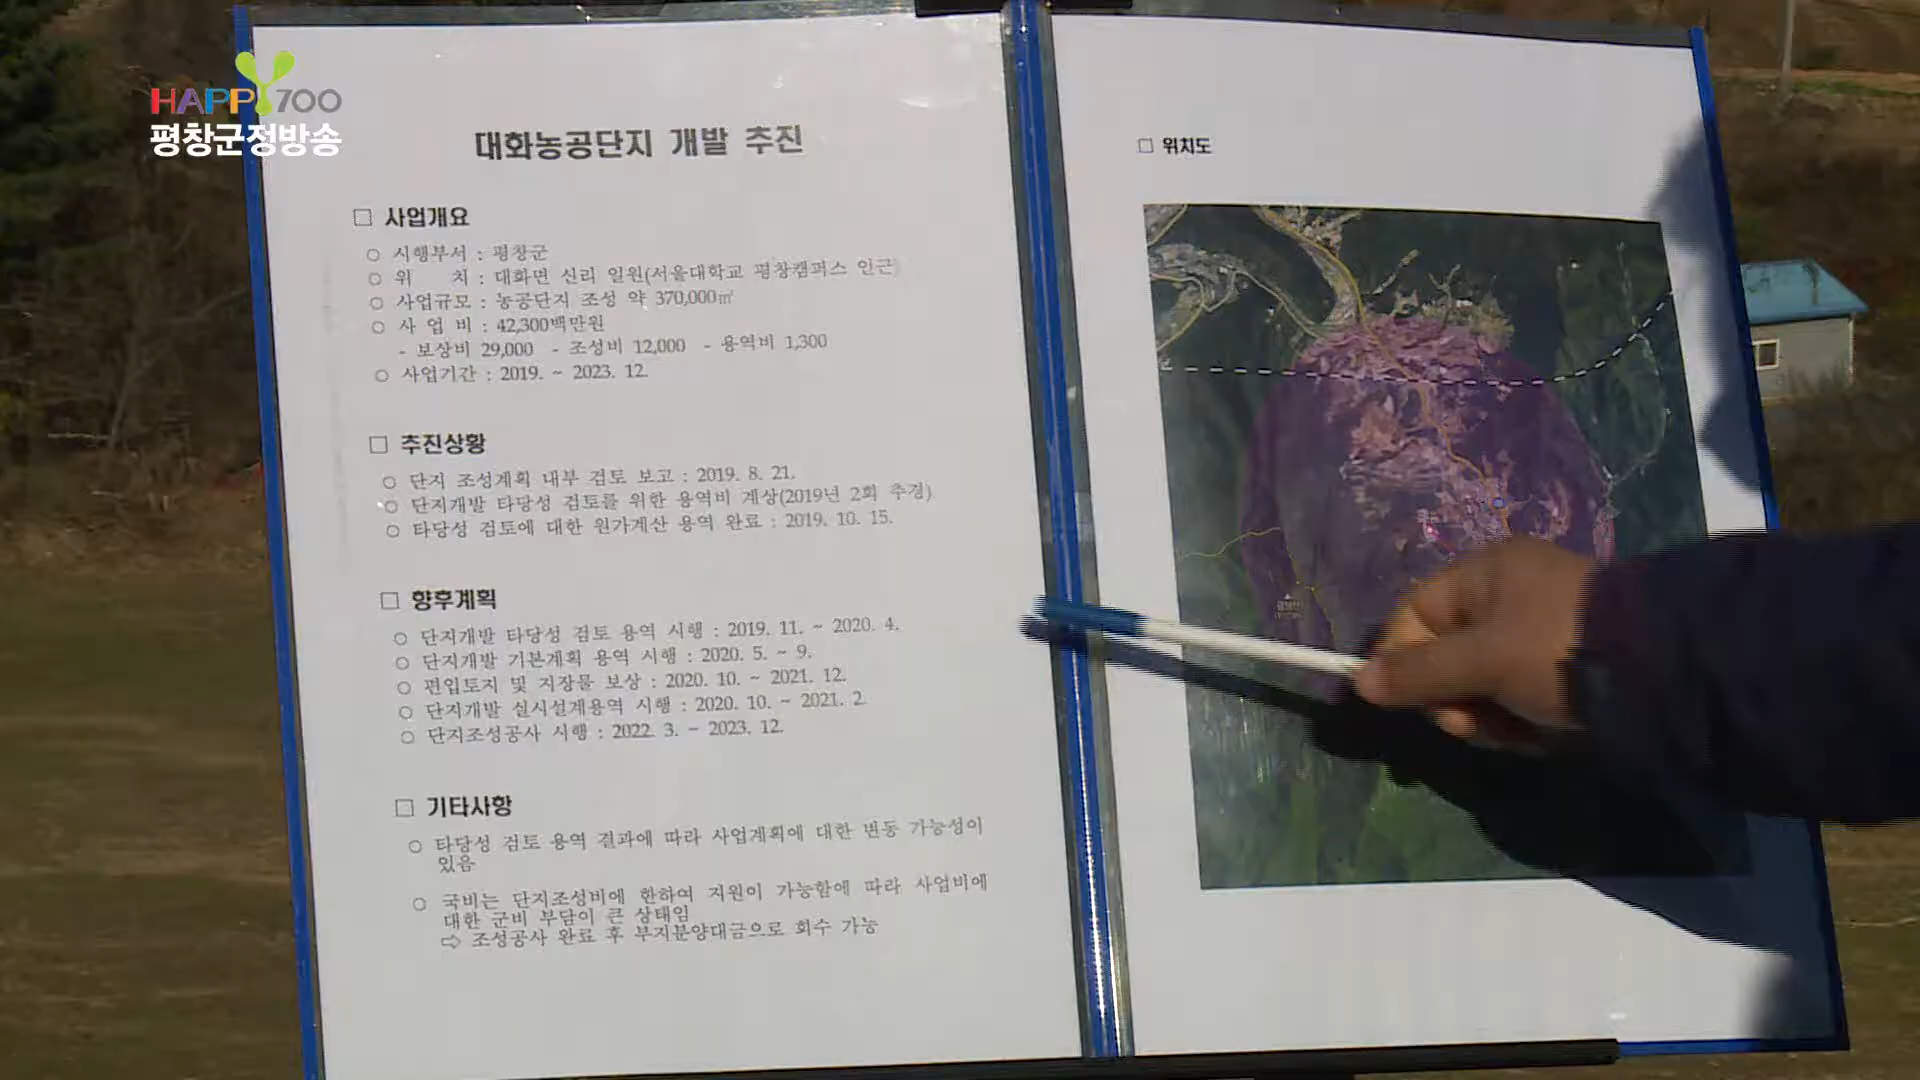 HAPPY700
평창군정방송
대화농공단지 개발 추진
□ 사업개요
○ 시행부서 : 평창군
○ 위 치 : 대화면 신리 일원(서울대학교 평창캠퍼스 인근)
○ 사업규모 : 농공단지 조성 약 370,000㎡
○ 사 업 비 : 42,300백만원
- 보상비 29,000 - 조성비 12,000 - 용역비 1,300
○ 사업기간 : 2019. ~ 2023. 12.
□ 추진상황
○ 단지 조성계획 내부 검토 보고 : 2019. 8. 21.
○ 단지개발 타당성 검토를 위한 용역비 계상(2019년 2회 추경)
○ 타당성 검토에 대한 원가계산 용역 완료 : 2019. 10. 15.
□ 향후계획
○ 단지개발 타당성 검토 용역 시행 : 2019. 11. ~ 2020. 4.
○ 단지개발 기본계획 용역 시행 : 2020. 5. ~ 9.
○ 편입토지 및 지장물 보상 : 2020. 10. ~ 2021. 12.
○ 단지개발 실시설계용역 시행 : 2020. 10. ~ 2021. 2.
○ 단지조성공사 시행 : 2022. 3. ~ 2023. 12.
□ 기타사항
○ 타당성 검토 용역 결과에 따라 사업계획에 대한 변동 가능성이
있음
○ 국비는 단지조성비에 한하여 지원이 가능함에 따라 사업비에
대한 군비 부담이 큰 상태임
⇨ 조성공사 완료 후 부지분양대금으로 회수 가능
□ 위치도